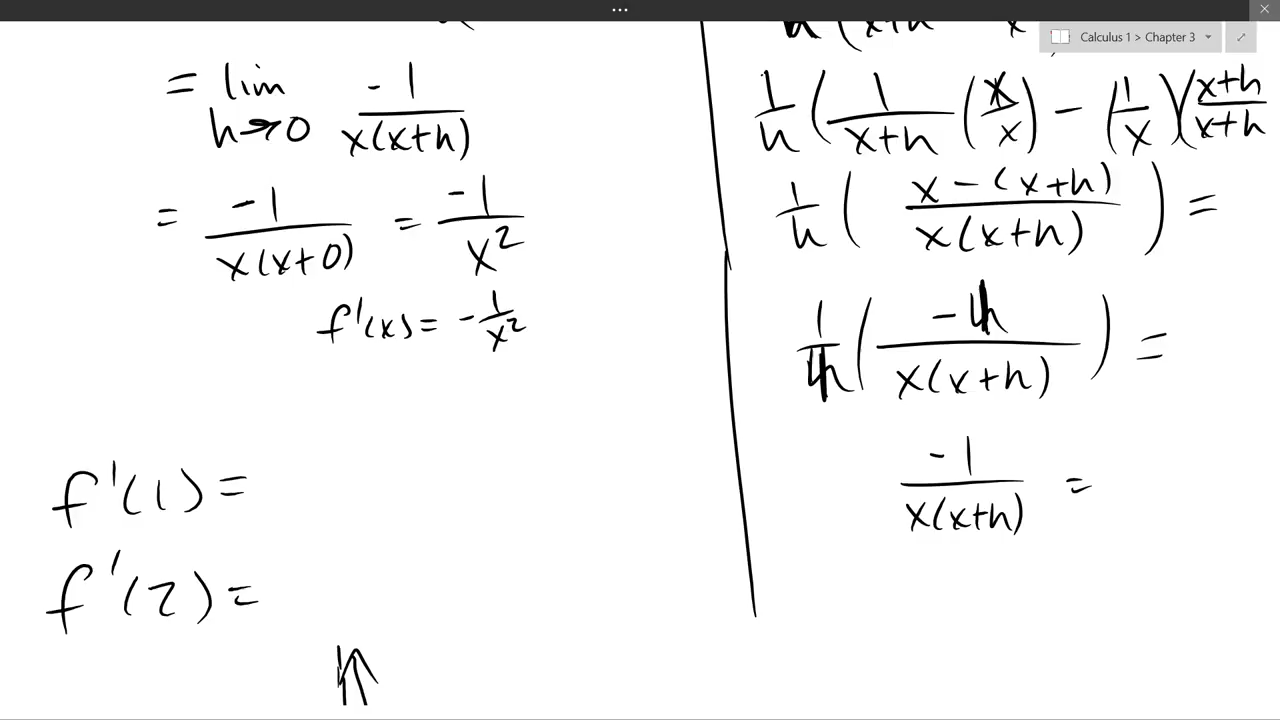 Calculus 1 > Chapter 3
= lim h→0 -1/(x(x+h))
= -1/(x(x+0)) = -1/x²
f'(x) = -1/x²
f'(1) =
f'(2) =
1/h (1/(x+h) (x/x) - (1/x)((x+h)/(x+h)
1/h ( (x-(x+h))/(x(x+h)) ) =
1/h ( -h/(x(x+h)) ) =
-1/(x(x+h)) =